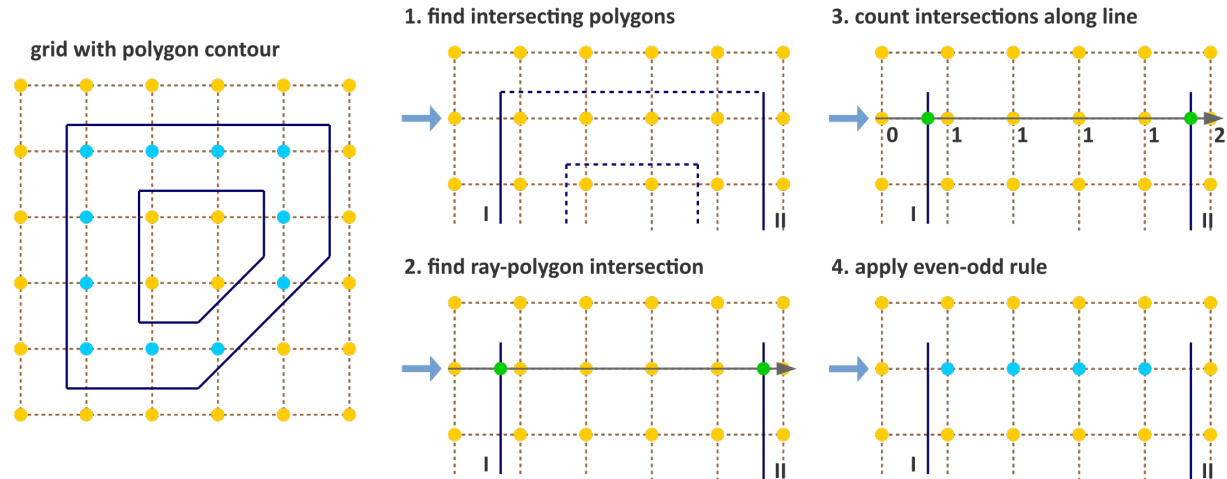 grid with polygon contour
1. find intersecting polygons
I
II
2. find ray-polygon intersection
I
II
3. count intersections along line
0 1 1 1 1 2
I
II
4. apply even-odd rule
I
II